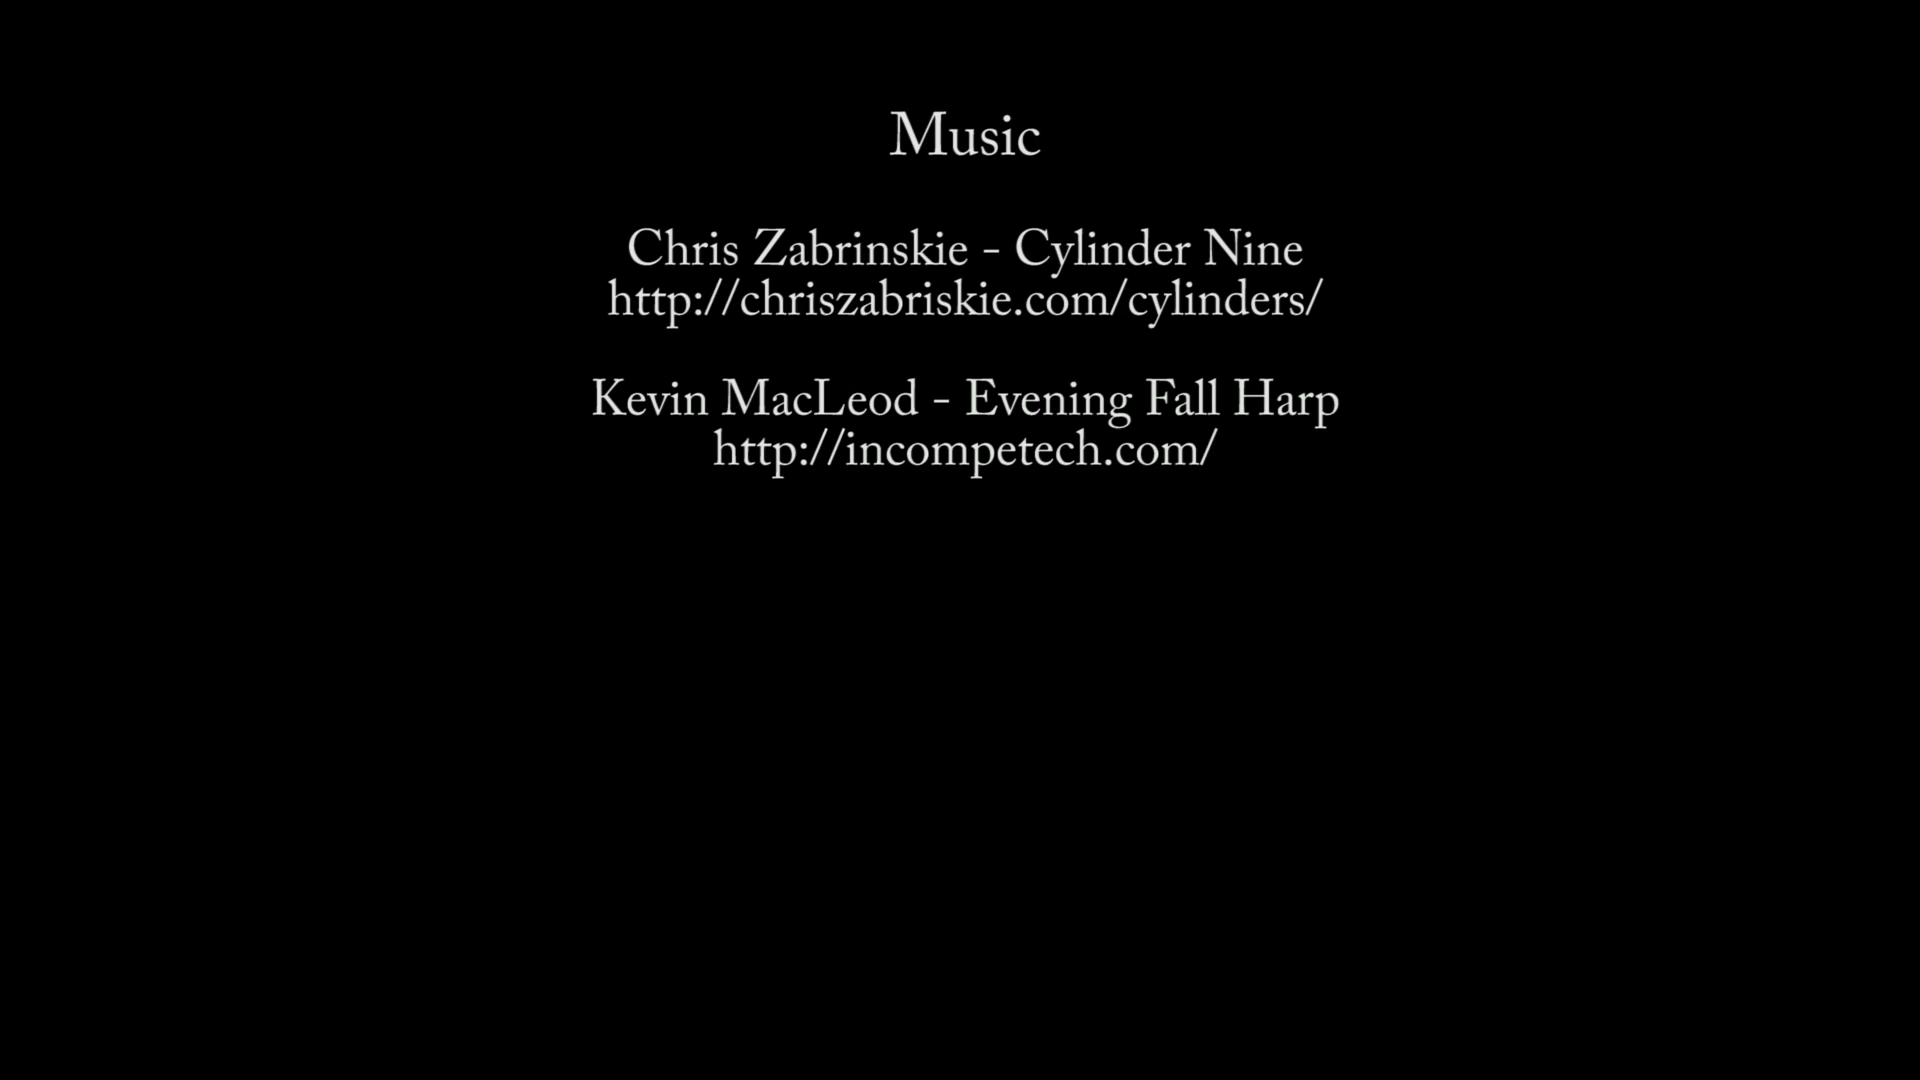 Music
Chris Zabrinskie - Cylinder Nine
http://chriszabriskie.com/cylinders/
Kevin MacLeod - Evening Fall Harp
http://incompetech.com/